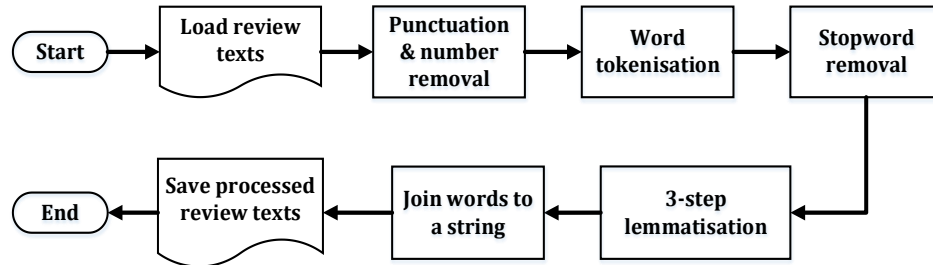 Start
Load review
texts
Punctuation
& number
removal
Word
tokenisation
Stopword
removal
3-step
lemmatisation
Join words to
a string
Save processed
review texts
End